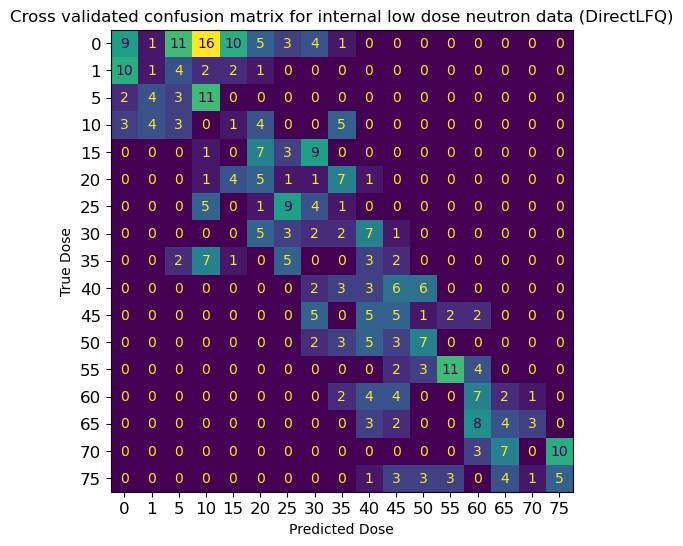 Cross validated confusion matrix for internal low dose neutron data (DirectLFQ)
0 9 1 11 16 10 5 3 4 1 0 0 0 0 0 0 0 0
1 10 1 4 2 2 1 0 0 0 0 0 0 0 0 0 0 0
5 2 4 3 11 0 0 0 0 0 0 0 0 0 0 0 0 0
10 3 4 3 0 1 4 0 0 5 0 0 0 0 0 0 0 0
15 0 0 0 1 0 7 3 9 0 0 0 0 0 0 0 0 0
20 0 0 0 1 4 5 1 1 7 1 0 0 0 0 0 0 0
25 0 0 0 5 0 1 9 4 1 0 0 0 0 0 0 0 0
30 0 0 0 0 0 5 3 2 2 7 1 0 0 0 0 0 0
35 0 0 2 7 1 0 5 0 0 3 2 0 0 0 0 0 0
40 0 0 0 0 0 0 0 2 3 3 6 6 0 0 0 0 0
45 0 0 0 0 0 0 0 5 0 5 5 1 2 2 0 0 0
50 0 0 0 0 0 0 0 2 3 5 3 7 0 0 0 0 0
55 0 0 0 0 0 0 0 0 0 0 2 3 11 4 0 0 0
60 0 0 0 0 0 0 0 0 2 4 4 0 0 7 2 1 0
65 0 0 0 0 0 0 0 0 0 3 2 0 0 8 4 3 0
70 0 0 0 0 0 0 0 0 0 0 0 0 0 3 7 0 10
75 0 0 0 0 0 0 0 0 0 1 3 3 3 0 4 1 5
0 1 5 10 15 20 25 30 35 40 45 50 55 60 65 70 75
Predicted Dose
True Dose